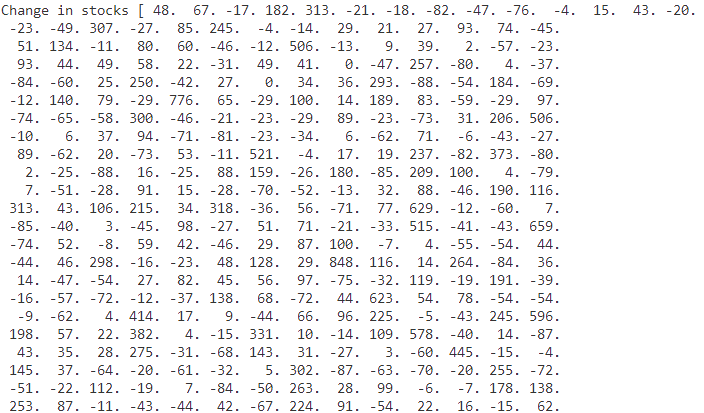 Change in stocks [ 48. 67. -17. 182. 313. -21. -18. -82. -47. -76. -4. 15. 43. -20.
-23. -49. 307. -27. 85. 245. -4. -14. 29. 21. 27. 93. 74. -45.
51. 134. -11. 80. 60. -46. -12. 506. -13. 9. 39. 2. -57. -23.
93. 44. 49. 58. 22. -31. 49. 41. 0. -47. 257. -80. 4. -37.
-84. -60. 25. 250. -42. 27. 0. 34. 36. 293. -88. -54. 184. -69.
-12. 140. 79. -29. 776. 65. -29. 100. 14. 189. 83. -59. -29. 97.
-74. -65. -58. 300. -46. -21. -23. -29. 89. -23. -73. 31. 206. 506.
-10. 6. 37. 94. -71. -81. -23. -34. 6. -62. 71. -6. -43. -27.
89. -62. 20. -73. 53. -11. 521. -4. 17. 19. 237. -82. 373. -80.
2. -25. -88. 16. -25. 88. 159. -26. 180. -85. 209. 100. 4. -79.
7. -51. -28. 91. 15. -28. -70. -52. -13. 32. 88. -46. 190. 116.
313. 43. 106. 215. 34. 318. -36. 56. -71. 77. 629. -12. -60. 7.
-85. -40. 3. -45. 98. -27. 51. 71. -21. -33. 515. -41. -43. 659.
-74. 52. -8. 59. 42. -46. 29. 87. 100. -7. 4. -55. -54. 44.
-44. 46. 298. -16. -23. 48. 128. 29. 848. 116. 14. 264. -84. 36.
14. -47. -54. 27. 82. 45. 56. 97. -75. -32. 119. -19. 191. -39.
-16. -57. -72. -12. -37. 138. 68. -72. 44. 623. 54. 78. -54. -54.
-9. -62. 4. 414. 17. 9. -44. 66. 96. 225. -5. -43. 245. 596.
198. 57. 22. 382. 4. -15. 331. 10. -14. 109. 578. -40. 14. -87.
43. 35. 28. 275. -31. -68. 143. 31. -27. 3. -60. 445. -15. -4.
145. 37. -64. -20. -61. -32. 5. 302. -87. -63. -70. -20. 255. -72.
-51. -22. 112. -19. 7. -84. -50. 263. 28. 99. -6. -7. 178. 138.
253. 87. -11. -43. -44. 42. -67. 224. 91. -54. 22. 16. -15. 62.